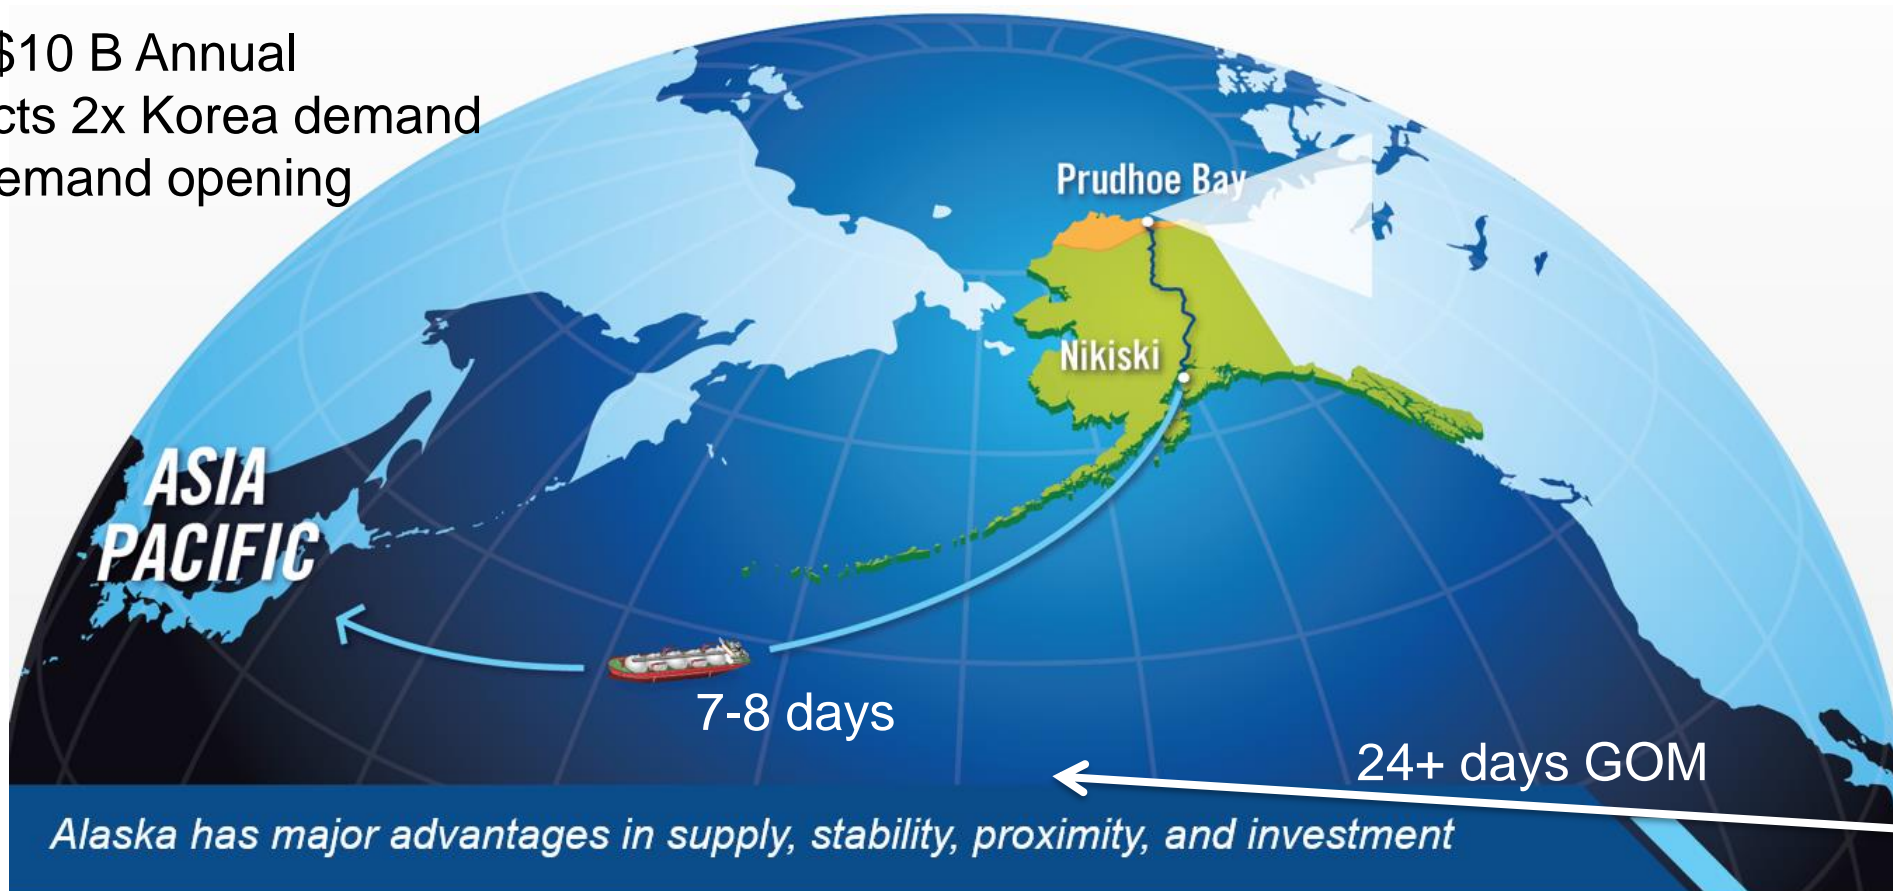 $10 B Annual
cts 2x Korea demand
emand opening
Prudhoe Bay
Nikiski
ASIA
PACIFIC
7-8 days
24+ days GOM
Alaska has major advantages in supply, stability, proximity, and investment